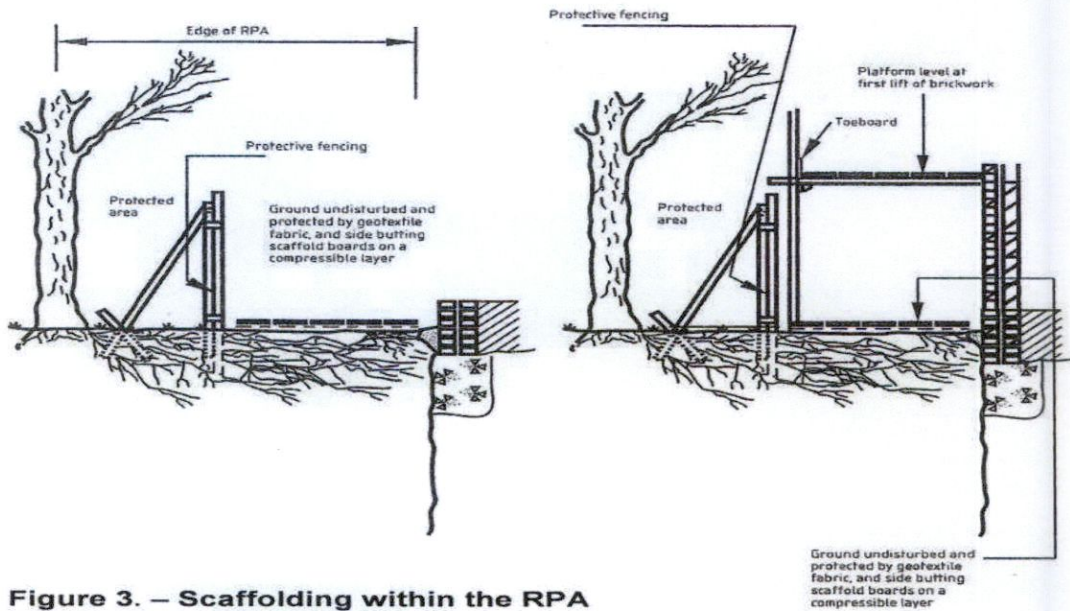 Edge of RPA
Protective fencing
Protected
area
Ground undisturbed and
protected by geotextile
fabric, and side butting
scaffold boards on a
compressible layer
Protective fencing
Platform level at
first lift of brickwork
Toeboard
Protected
area
Ground undisturbed and
protected by geotextile
fabric, and side butting
scaffold boards on a
compressible layer
Figure 3. – Scaffolding within the RPA